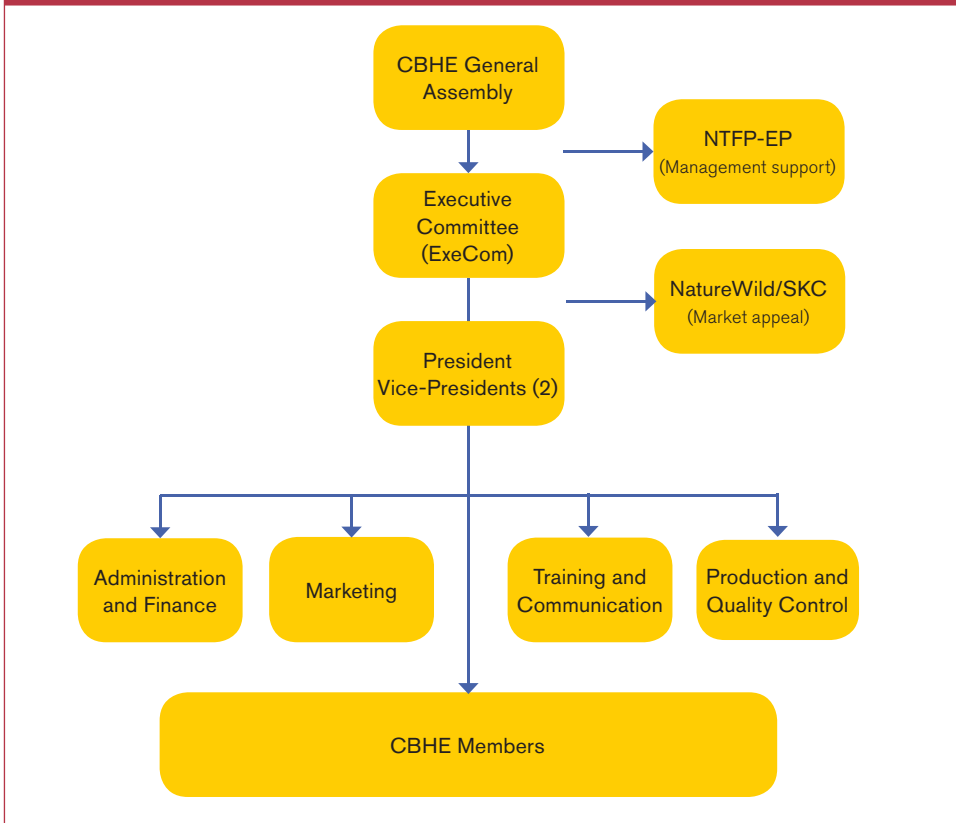 CBHE General
Assembly
NTFP-EP
(Management support)
Executive
Committee
(ExeCom)
NatureWild/SKC
(Market appeal)
President
Vice-Presidents (2)
Administration
and Finance
Marketing
Training and
Communication
Production and
Quality Control
CBHE Members